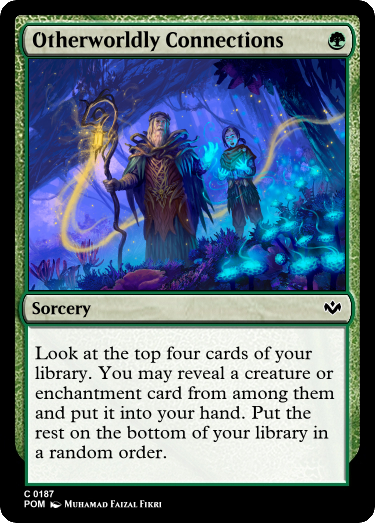 Otherworldly Connections
Sorcery
Look at the top four cards of your
library. You may reveal a creature or
enchantment card from among them
and put it into your hand. Put the
rest on the bottom of your library in
a random order.
C 0187
POM Muhamad Faizal Fikri